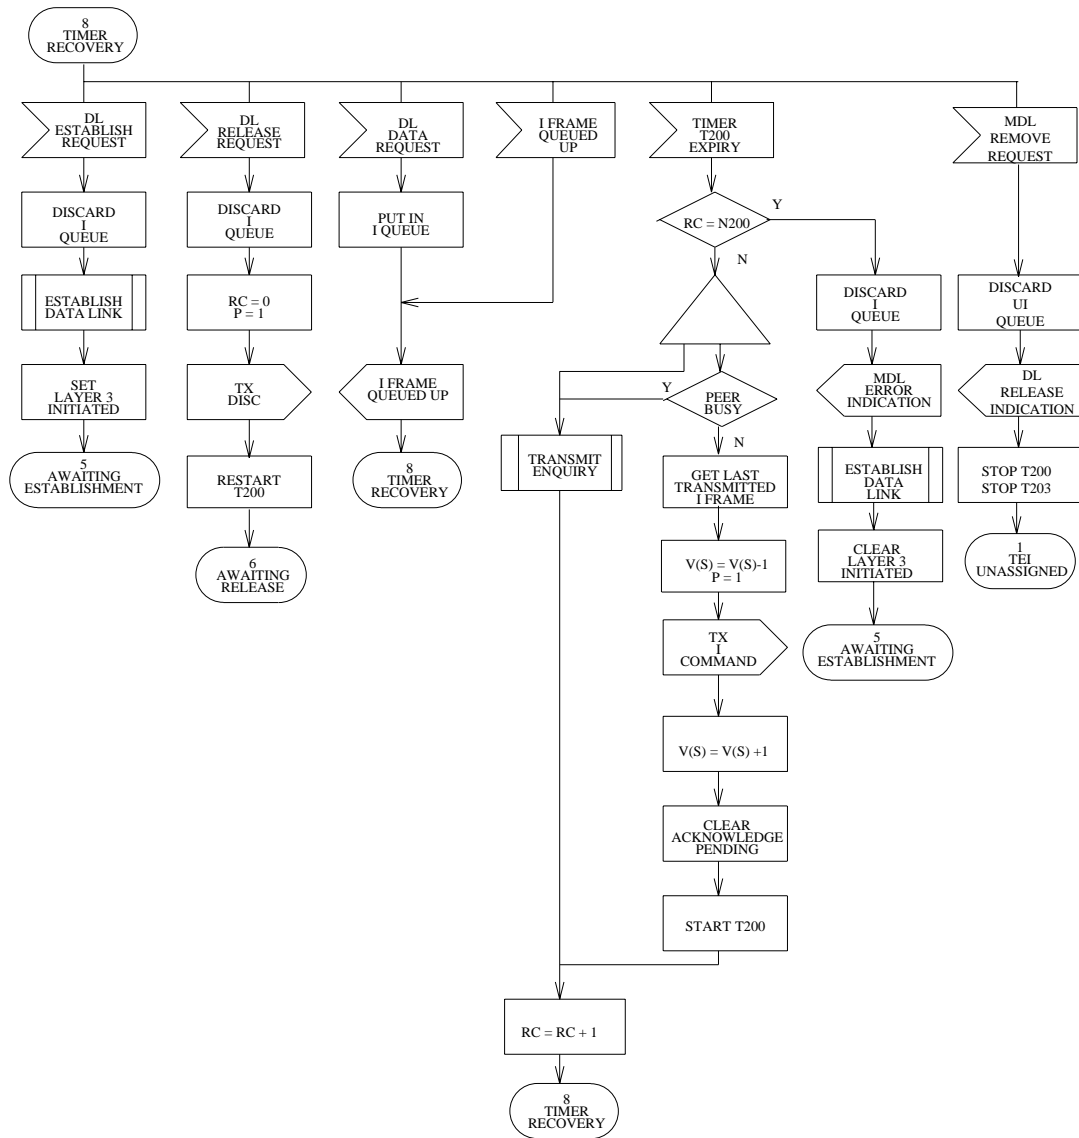 8
TIMER
RECOVERY
DL
ESTABLISH
REQUEST
DISCARD
I
QUEUE
ESTABLISH
DATA LINK
SET
LAYER 3
INITIATED
5
AWAITING
ESTABLISHMENT
DL
RELEASE
REQUEST
DISCARD
I
QUEUE
RC = 0
P = 1
TX
DISC
RESTART
T200
6
AWAITING
RELEASE
DL
DATA
REQUEST
PUT IN
I QUEUE
I FRAME
QUEUED UP
8
TIMER
RECOVERY
I FRAME
QUEUED
UP
TIMER
T200
EXPIRY
RC = N200
Y
N
PEER
BUSY
Y
N
TRANSMIT
ENQUIRY
GET LAST
TRANSMITTED
I FRAME
V(S) = V(S)-1
P = 1
TX
I
COMMAND
V(S) = V(S) +1
CLEAR
ACKNOWLEDGE
PENDING
START T200
RC = RC + 1
8
TIMER
RECOVERY
DISCARD
I
QUEUE
MDL
ERROR
INDICATION
ESTABLISH
DATA
LINK
CLEAR
LAYER 3
INITIATED
5
AWAITING
ESTABLISHMENT
MDL
REMOVE
REQUEST
DISCARD
UI
QUEUE
DL
RELEASE
INDICATION
STOP T200
STOP T203
1
TEI
UNASSIGNED